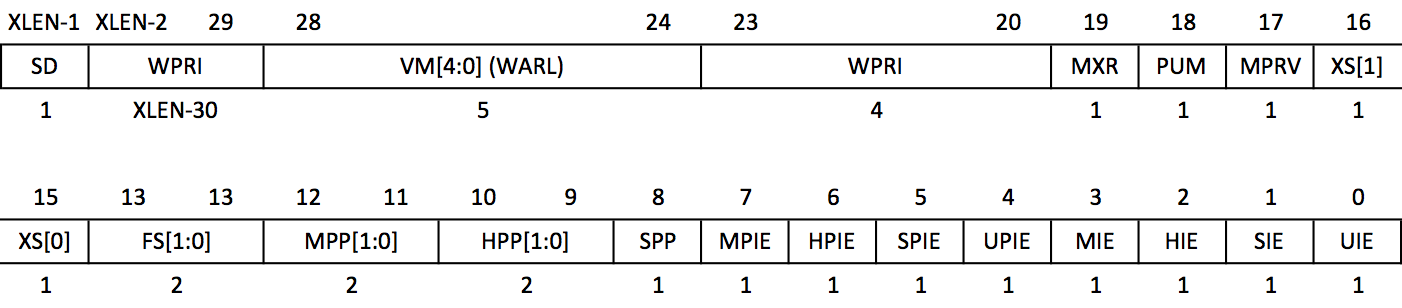 XLEN-1 XLEN-2 29 28 24 23 20 19 18 17 16
SD WPRI VM[4:0] (WARL) WPRI MXR PUM MPRV XS[1]
1 XLEN-30 5 4 1 1 1 1
15 13 13 12 11 10 9 8 7 6 5 4 3 2 1 0
XS[0] FS[1:0] MPP[1:0] HPP[1:0] SPP MPIE HPIE SPIE UPIE MIE HIE SIE UIE
1 2 2 2 1 1 1 1 1 1 1 1 1